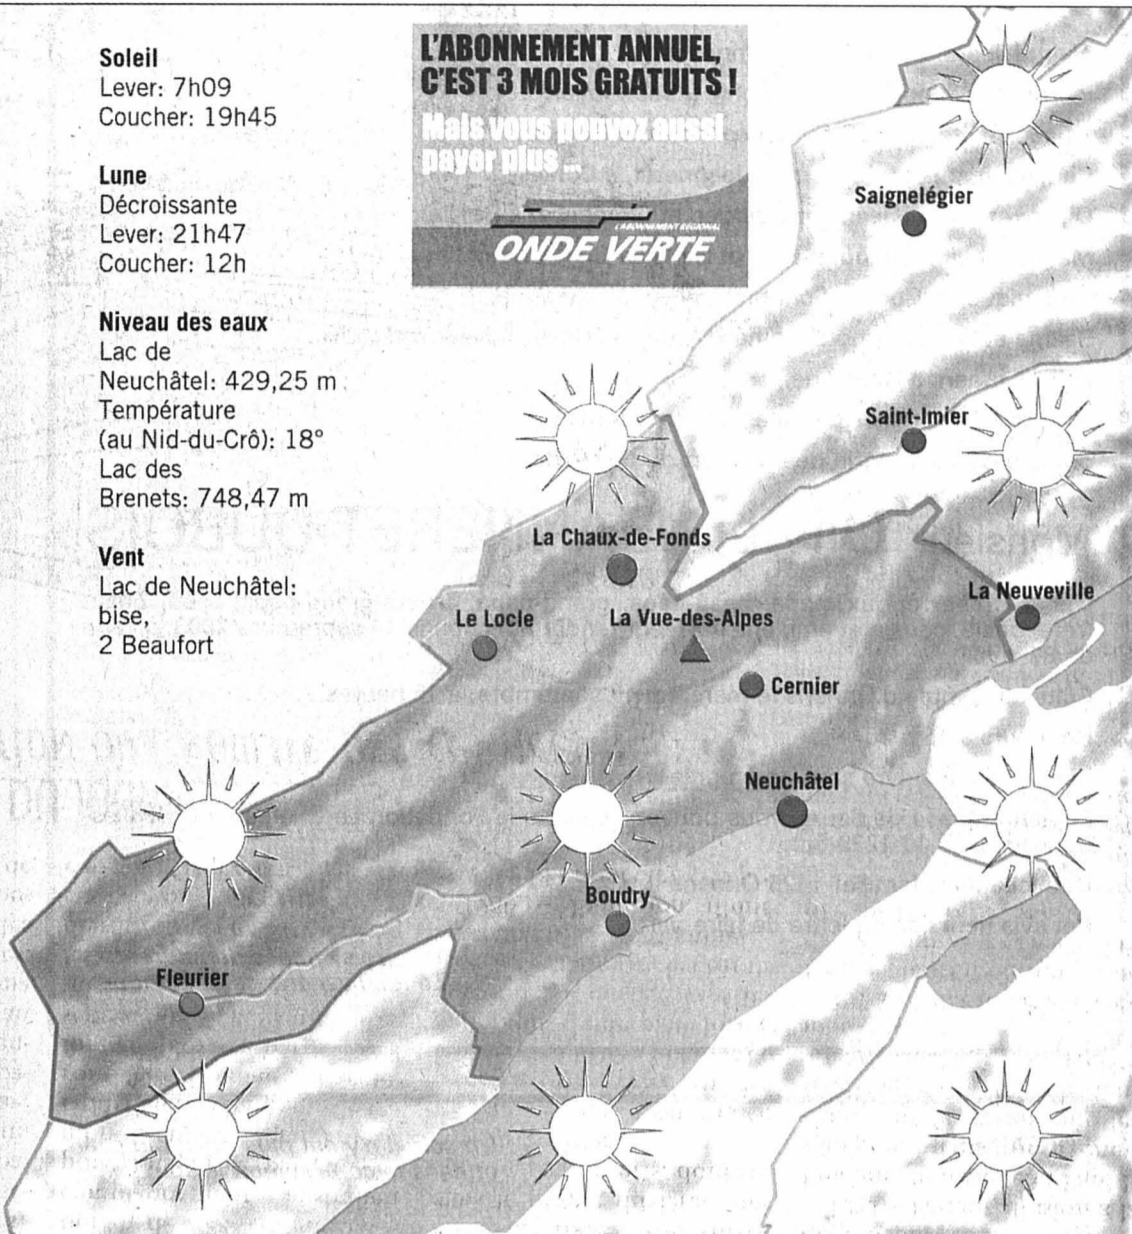 Soleil
Lever: 7h09
Coucher: 19h45
Lune
Décroissante
Lever: 21h47
Coucher: 12h
Niveau des eaux
Lac de
Neuchâtel: 429,25 m
Température
(au Nid-du-Crô): 18°
Lac des
Brenets: 748,47 m
Vent
Lac de Neuchâtel:
bise,
2 Beaufort
L'ABONNEMENT ANNUEL,
C'EST 3 MOIS GRATUITS !
Mais vous pouvez aussi
payer plus ...
L'ABONNEMENT RÉGIONAL
ONDE VERTE
Saignelégier
Saint-Imier
La Chaux-de-Fonds
La Neuveville
Le Locle
La Vue-des-Alpes
Cernier
Neuchâtel
Boudry
Fleurier